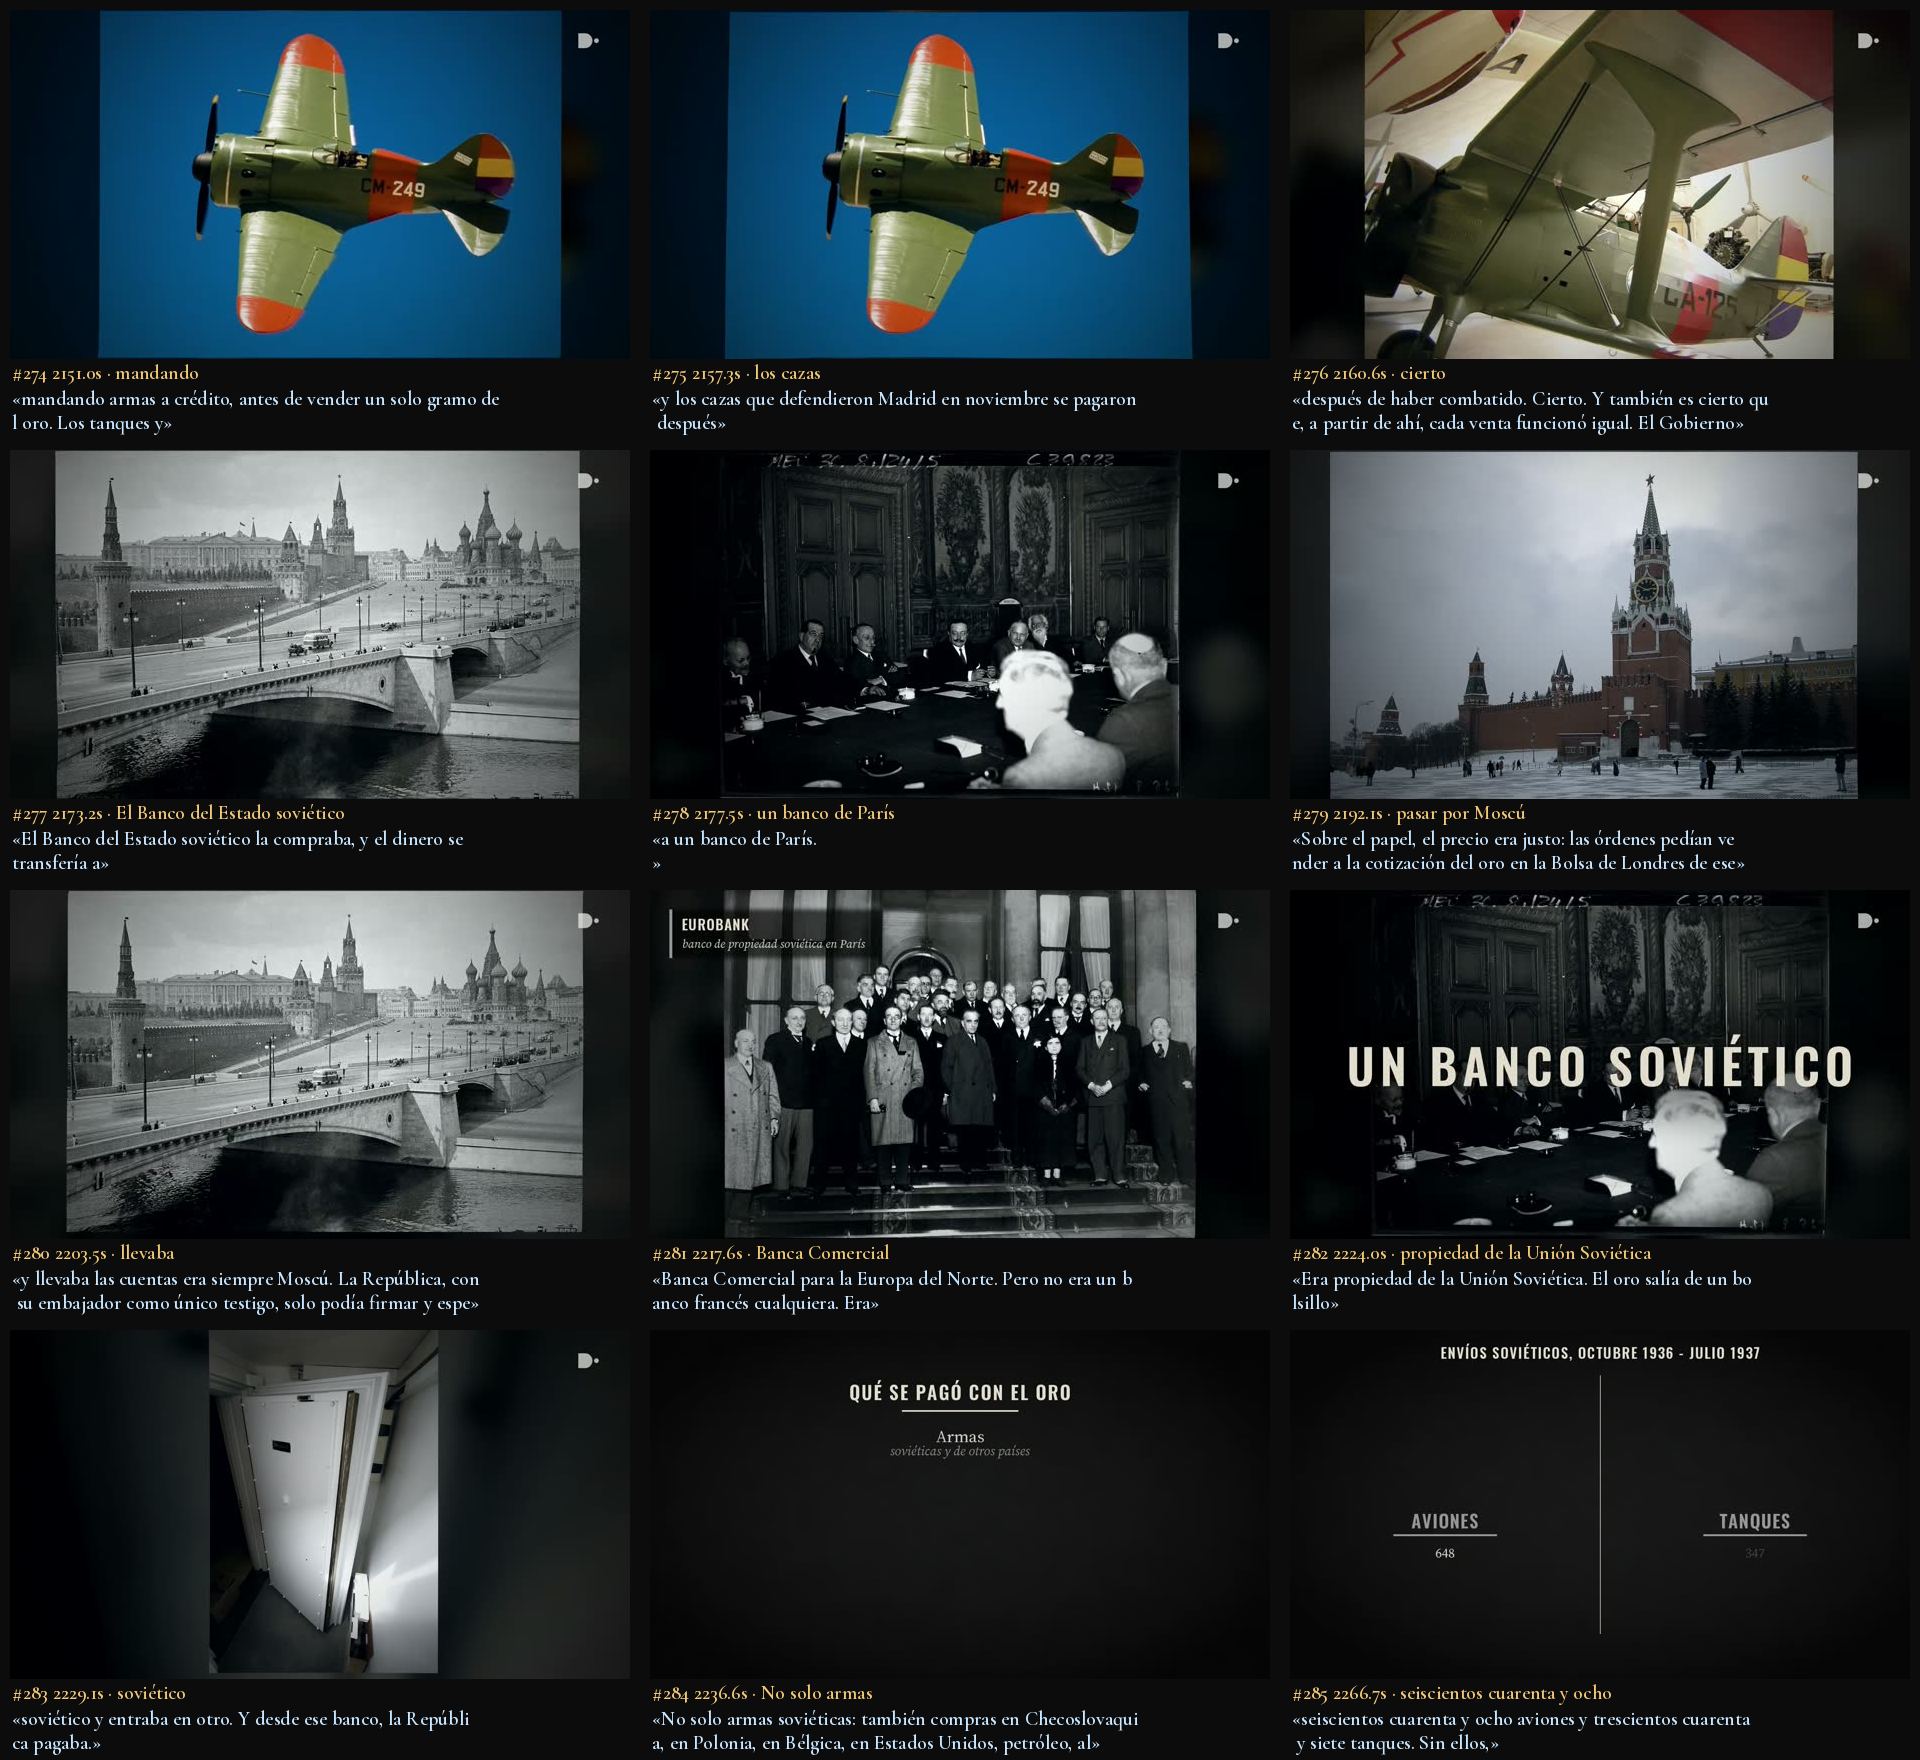 CM-249
CM-249
CA-125
#274 2151.0s · mandando
«mandando armas a crédito, antes de vender un solo gramo de
l oro. Los tanques y»
#275 2157.3s · los cazas
«y los cazas que defendieron Madrid en noviembre se pagaron
después»
#276 2160.6s · cierto
«después de haber combatido. Cierto. Y también es cierto qu
e, a partir de ahí, cada venta funcionó igual. El Gobierno»
#277 2173.2s · El Banco del Estado soviético
«El Banco del Estado soviético la compraba, y el dinero se
transfería a»
#278 2177.5s · un banco de París
«a un banco de París.
»
#279 2192.1s · pasar por Moscú
«Sobre el papel, el precio era justo: las órdenes pedían ve
nder a la cotización del oro en la Bolsa de Londres de ese»
EUROBANK
banco de propiedad soviética en París
UN BANCO SOVIÉTICO
#280 2203.5s · llevaba
«y llevaba las cuentas era siempre Moscú. La República, con
su embajador como único testigo, solo podía firmar y espe»
#281 2217.6s · Banca Comercial
«Banca Comercial para la Europa del Norte. Pero no era un b
anco francés cualquiera. Era»
#282 2224.0s · propiedad de la Unión Soviética
«Era propiedad de la Unión Soviética. El oro salía de un bo
lsillo»
QUÉ SE PAGÓ CON EL ORO
Armas
soviéticas y de otros países
ENVÍOS SOVIÉTICOS, OCTUBRE 1936 - JULIO 1937
AVIONES
648
TANQUES
347
#283 2229.1s · soviético
«soviético y entraba en otro. Y desde ese banco, la Repúbli
ca pagaba.»
#284 2236.6s · No solo armas
«No solo armas soviéticas: también compras en Checoslovaqui
a, en Polonia, en Bélgica, en Estados Unidos, petróleo, al»
#285 2266.7s · seiscientos cuarenta y ocho
«seiscientos cuarenta y ocho aviones y trescientos cuarenta
y siete tanques. Sin ellos,»